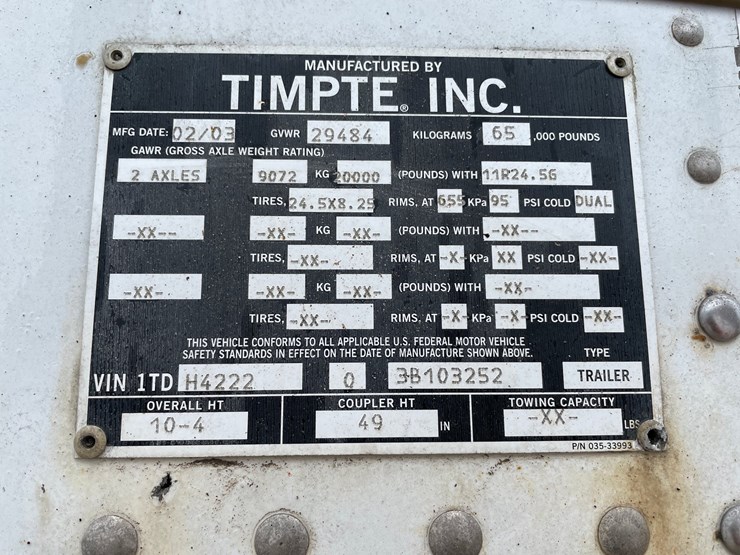 MANUFACTURED BY
TIMPTE® INC.
MFG DATE: 02/03 GVWR 29484 KILOGRAMS 65 ,000 POUNDS
GAWR (GROSS AXLE WEIGHT RATING)
2 AXLES 9072 KG 20000 (POUNDS) WITH 11R24.5G
TIRES, 24.5X8.25 RIMS, AT 655 KPa 95 PSI COLD DUAL
-XX-- -XX- KG -XX- (POUNDS) WITH -XX--
TIRES, -XX-- RIMS, AT -X- KPa XX PSI COLD -XX--
-XX-- -XX- KG -XX- (POUNDS) WITH -XX-
TIRES, -XX-- RIMS, AT -X- KPa -X- PSI COLD -XX--
THIS VEHICLE CONFORMS TO ALL APPLICABLE U.S. FEDERAL MOTOR VEHICLE
SAFETY STANDARDS IN EFFECT ON THE DATE OF MANUFACTURE SHOWN ABOVE. TYPE
VIN 1TD H4222 0 3B103252 TRAILER
OVERALL HT COUPLER HT TOWING CAPACITY
10-4 49 IN -XX-- LBS
P/N 035-33993